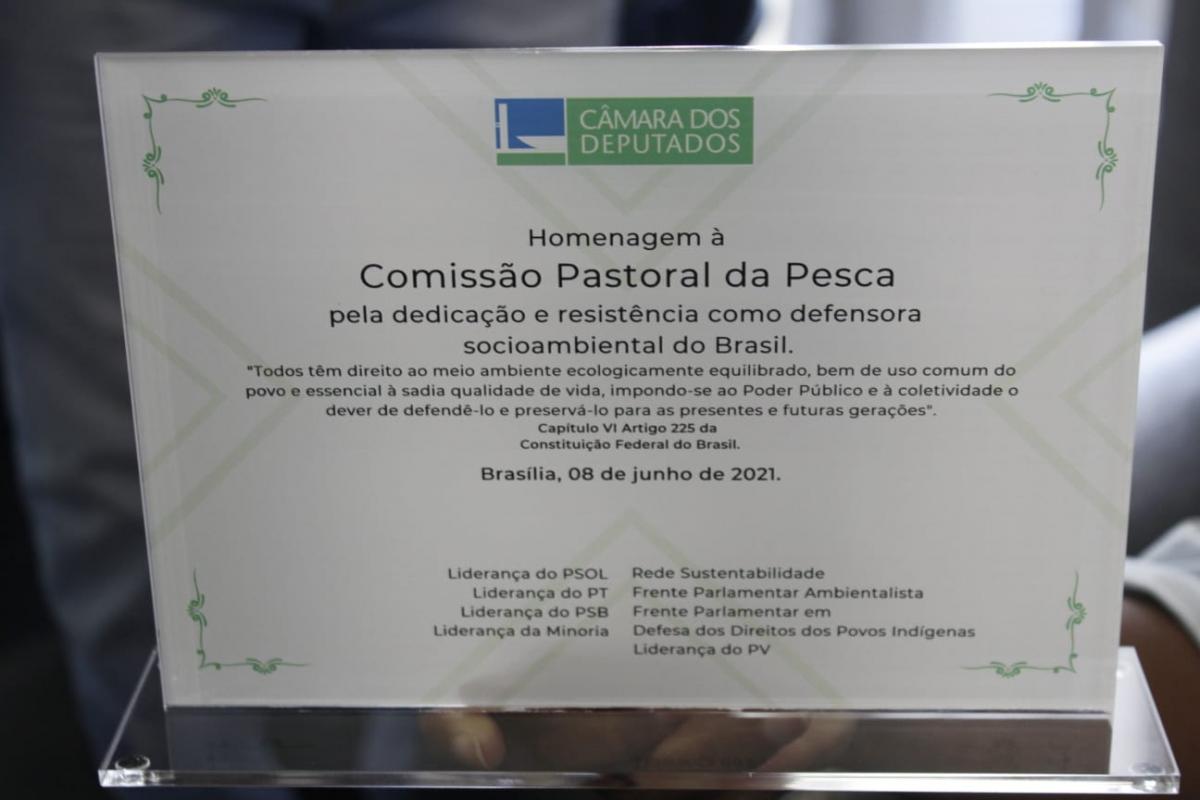 CÂMARA DOS
DEPUTADOS
Homenagem à
Comissão Pastoral da Pesca
pela dedicação e resistência como defensora
socioambiental do Brasil.
"Todos têm direito ao meio ambiente ecologicamente equilibrado, bem de uso comum do
povo e essencial à sadia qualidade de vida, impondo-se ao Poder Público e à coletividade o
dever de defendê-lo e preservá-lo para as presentes e futuras gerações".
Capítulo VI Artigo 225 da
Constituição Federal do Brasil.
Brasília, 08 de junho de 2021.
Liderança do PSOL
Liderança do PT
Liderança do PSB
Liderança da Minoria
Rede Sustentabilidade
Frente Parlamentar Ambientalista
Frente Parlamentar em
Defesa dos Direitos dos Povos Indígenas
Liderança do PV